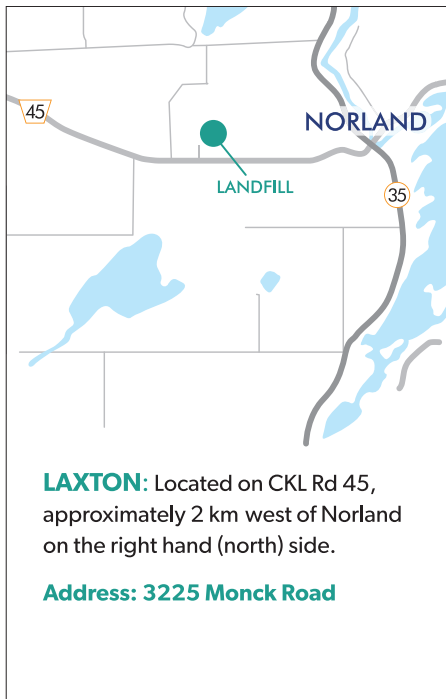 45
NORLAND
LANDFILL
35
LAXTON: Located on CKL Rd 45,
approximately 2 km west of Norland
on the right hand (north) side.
Address: 3225 Monck Road